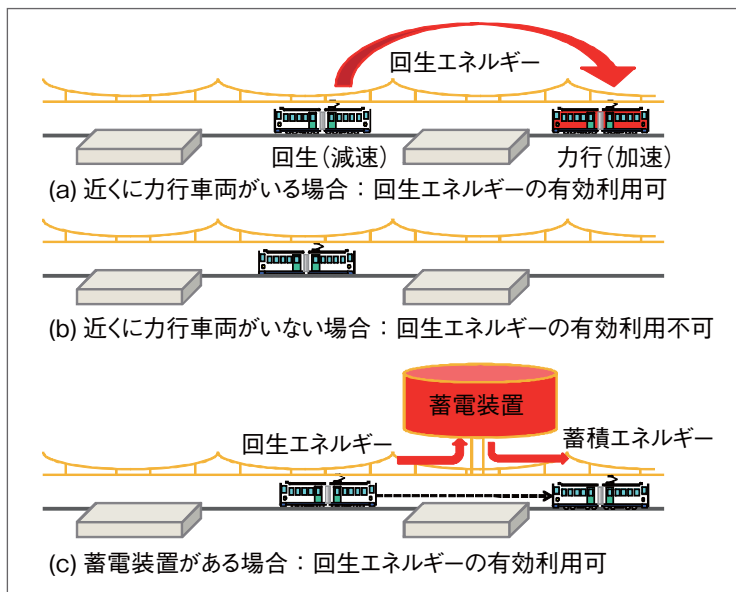 回生エネルギー
回生(減速)
力行(加速)
(a) 近くに力行車両がいる場合：回生エネルギーの有効利用可
(b) 近くに力行車両がいない場合：回生エネルギーの有効利用不可
蓄電装置
回生エネルギー
蓄積エネルギー
(c) 蓄電装置がある場合：回生エネルギーの有効利用可